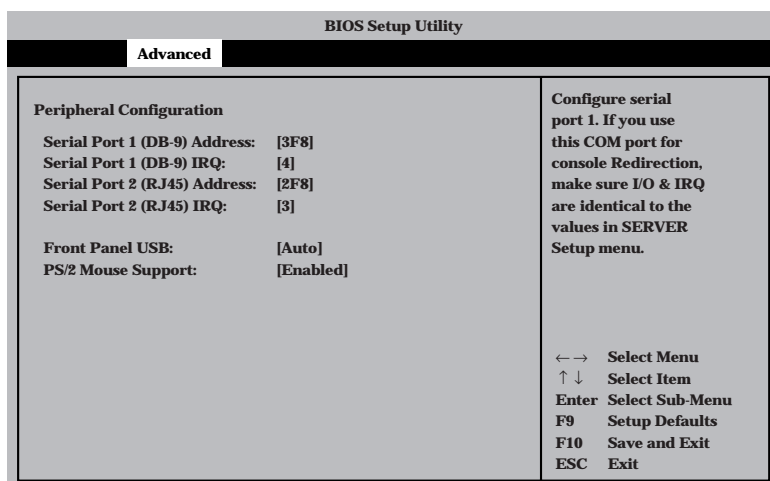 BIOS Setup Utility
Advanced
Peripheral Configuration
Serial Port 1 (DB-9) Address: [3F8]
Serial Port 1 (DB-9) IRQ: [4]
Serial Port 2 (RJ45) Address: [2F8]
Serial Port 2 (RJ45) IRQ: [3]
Front Panel USB: [Auto]
PS/2 Mouse Support: [Enabled]
Configure serial
port 1. If you use
this COM port for
console Redirection,
make sure I/O & IRQ
are identical to the
values in SERVER
Setup menu.
←→ Select Menu
↑↓ Select Item
Enter Select Sub-Menu
F9 Setup Defaults
F10 Save and Exit
ESC Exit